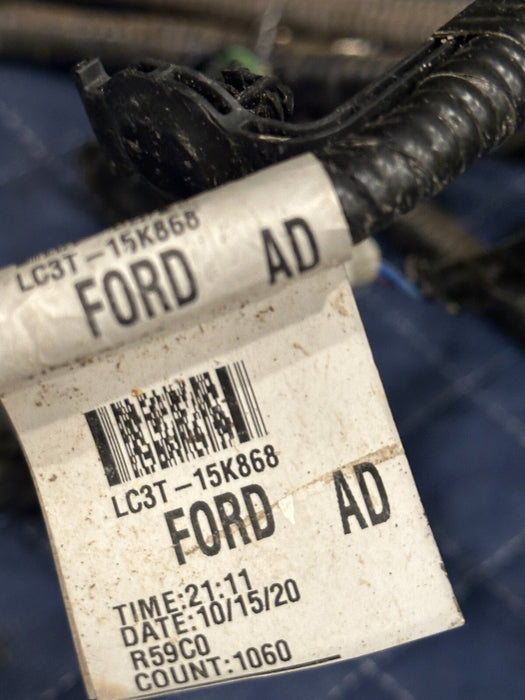 LC3T-15K868
FORD AD
LC3T-15K868
FORD AD
TIME:21:11
DATE:10/15/20
R59C0
COUNT:1060